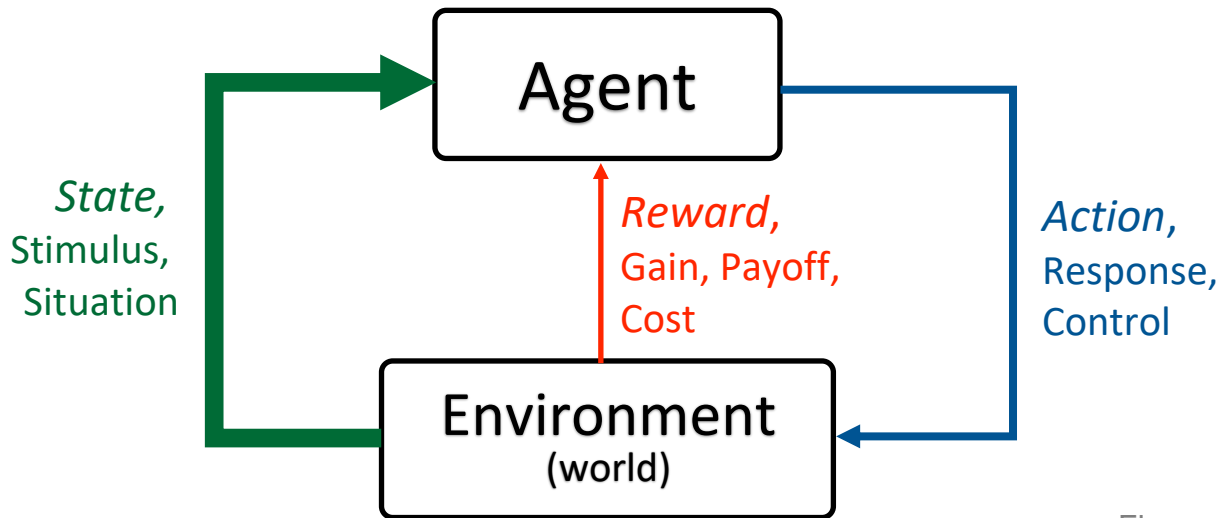 Agent
State,
Stimulus,
Situation
Reward,
Gain, Payoff,
Cost
Action,
Response,
Control
Environment
(world)